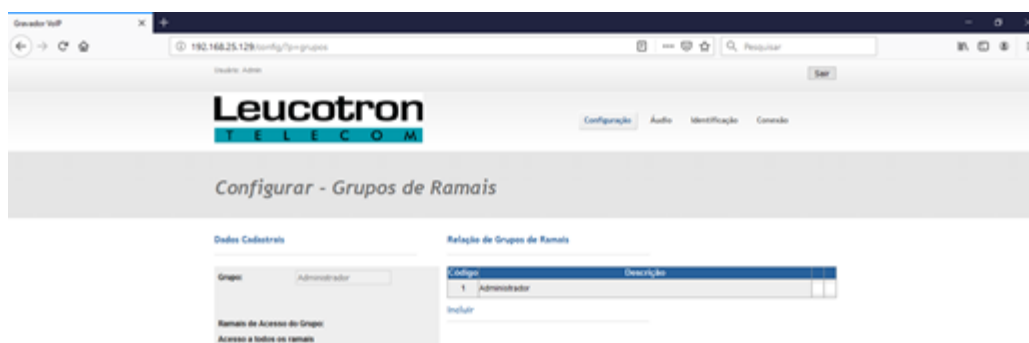 Gravador VoIP
192.168.25.129/config/?p=grupos
Pesquisar
Usuário: Admin
Sair
Leucotron
TELECOM
Configuração Áudio Identificação Conexão
Configurar - Grupos de Ramais
Dados Cadastrais
Relação de Grupos de Ramais
Grupo: Administrador
Código Descrição
1 Administrador
Incluir
Ramais de Acesso do Grupo:
Acesso a todos os ramais